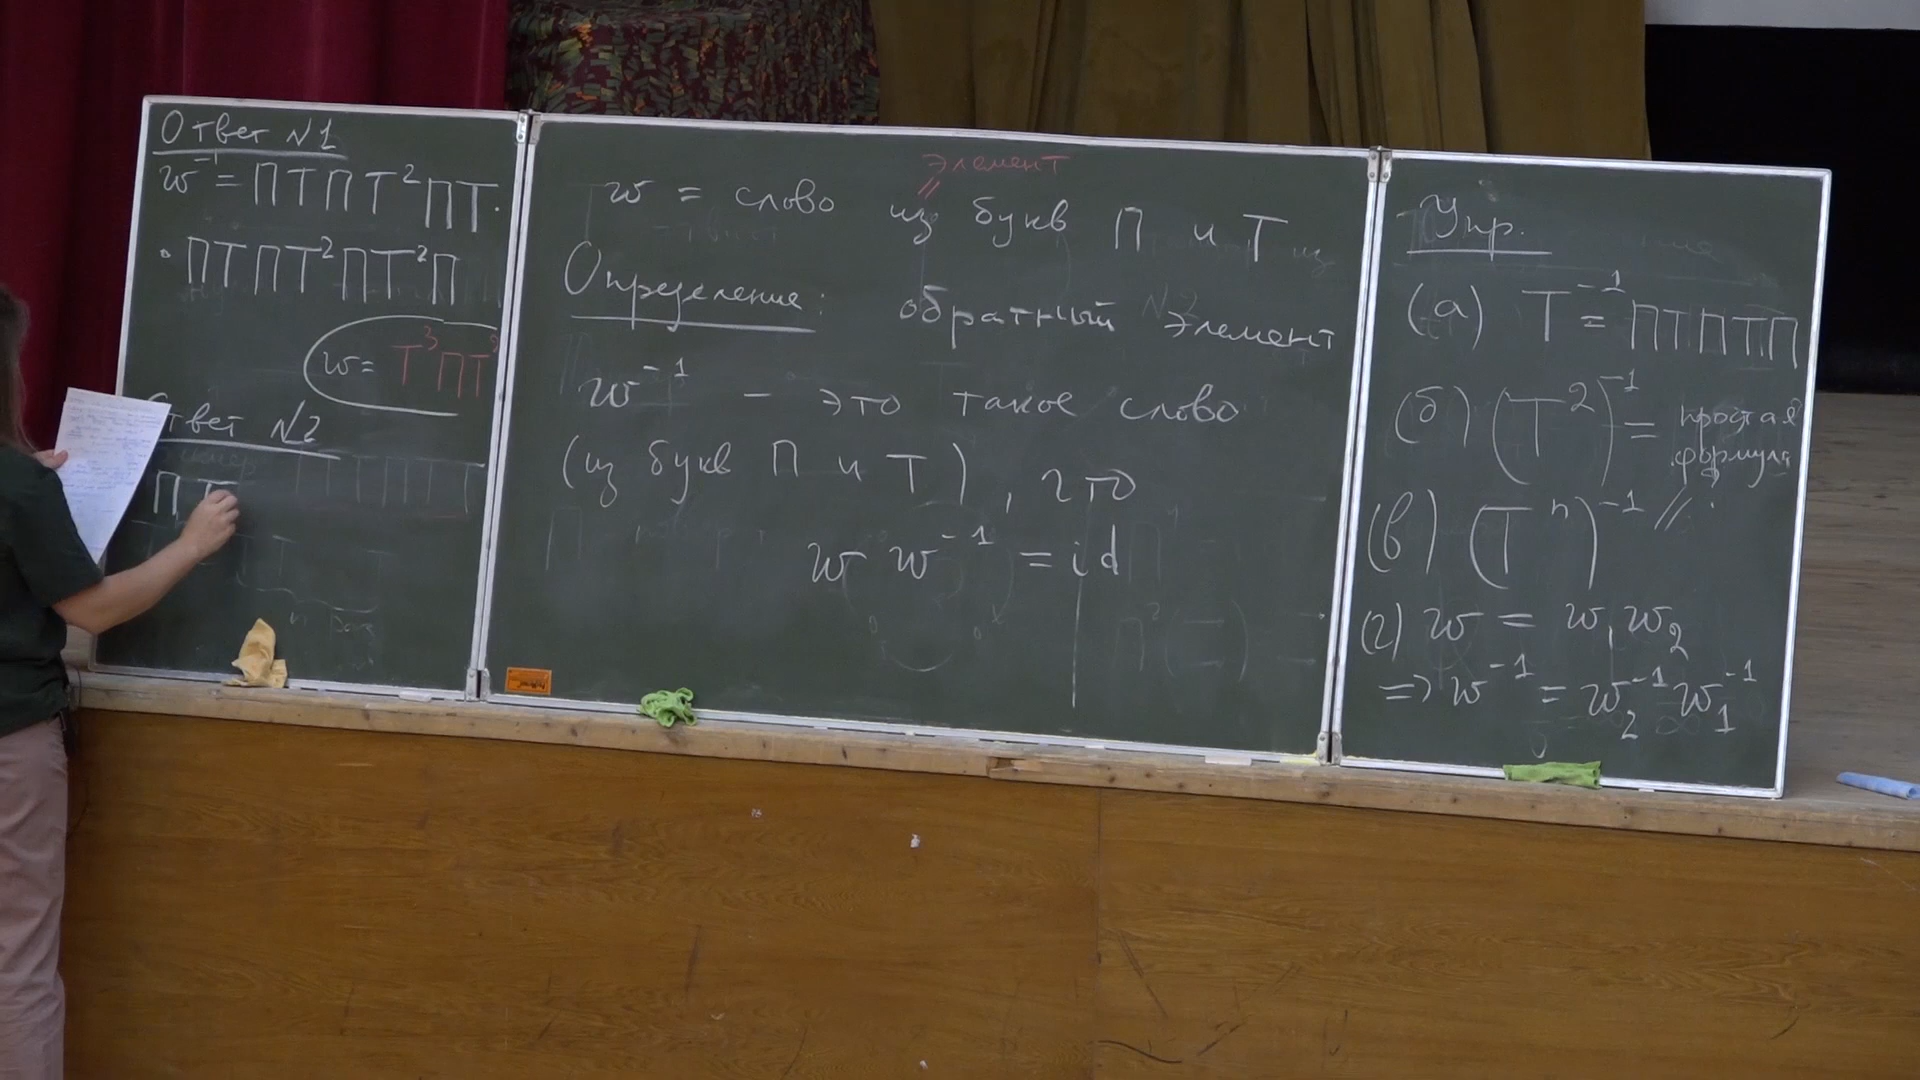 Ответ №1
w⁻¹ = ПТПТ²ПТ·
·ПТПТ²ПТ²П
w = Т³ПТ
Ответ №2
ПТ
элемент
w = слово из букв П и Т
Определение: обратный элемент
w⁻¹ – это такое слово
(из букв П и Т), что
w w⁻¹ = id
Упр.
(а) Т⁻¹ = ПТПТП
(б) (Т²)⁻¹ = простая формула
(в) (Тⁿ)⁻¹
(г) w = w₁w₂
=> w⁻¹ = w₂⁻¹ w₁⁻¹